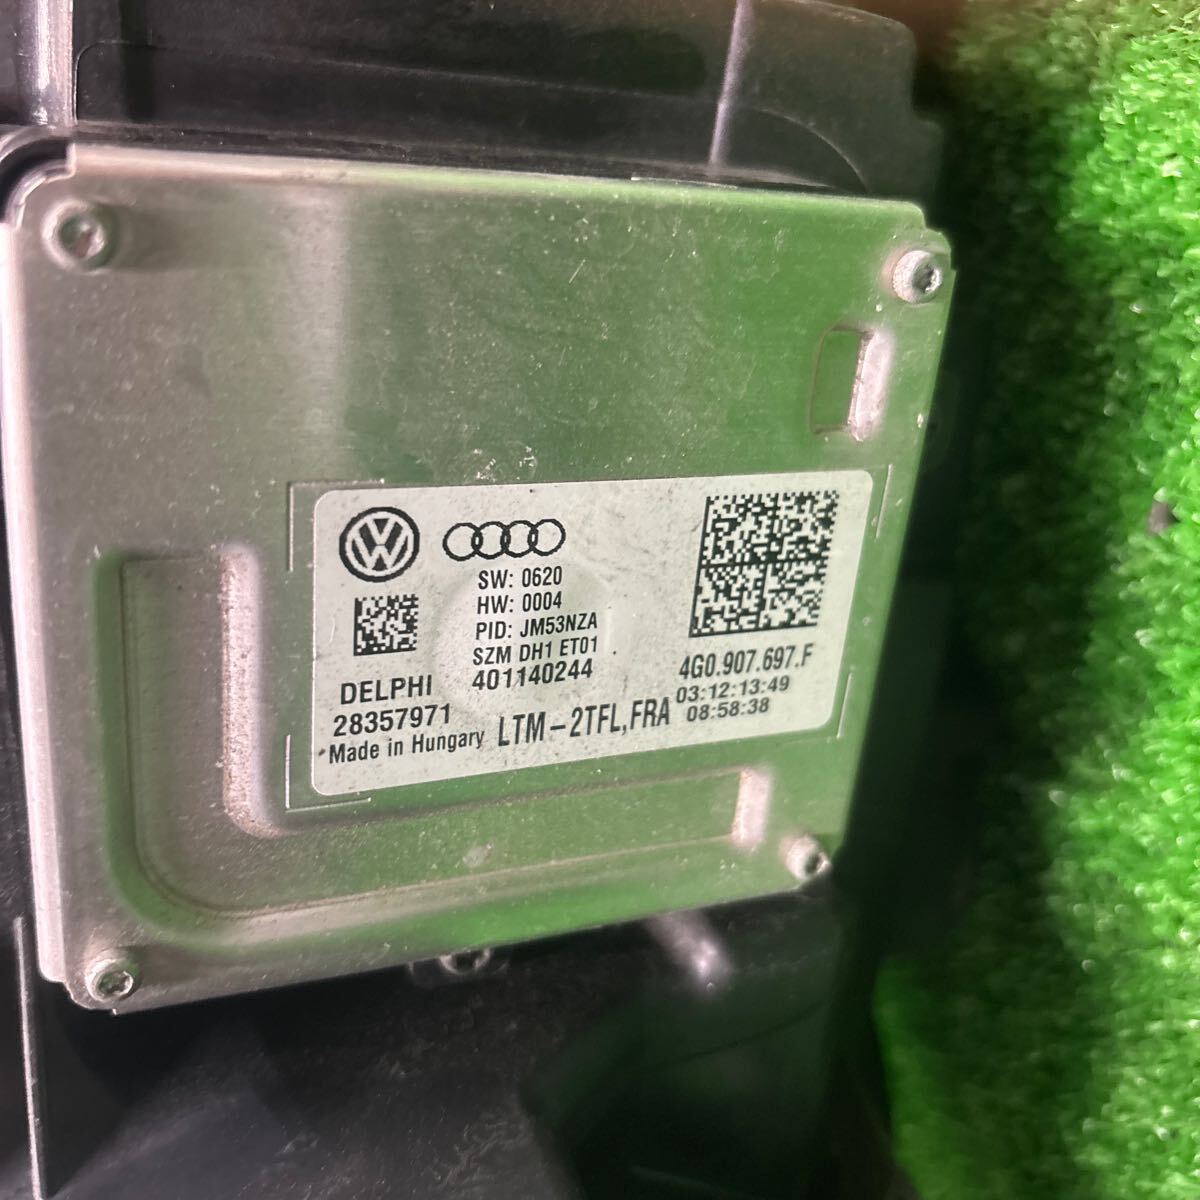 SW: 0620
HW: 0004
PID: JM53NZA
SZM DH1 ET01
401140244
DELPHI
28357971
Made in Hungary
LTM-2TFL,FRA
4G0.907.697.F
03:12:13:49
08:58:38